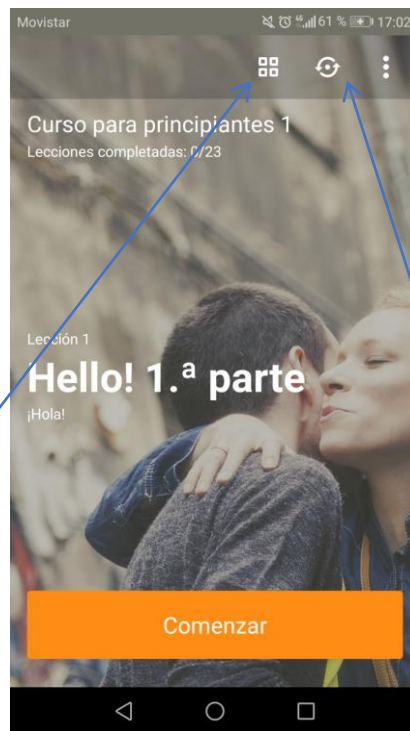 Movistar 61 % 17:02
Curso para principiantes 1
Lecciones completadas: 0/23
Lección 1
Hello! 1.ª parte
¡Hola!
Comenzar